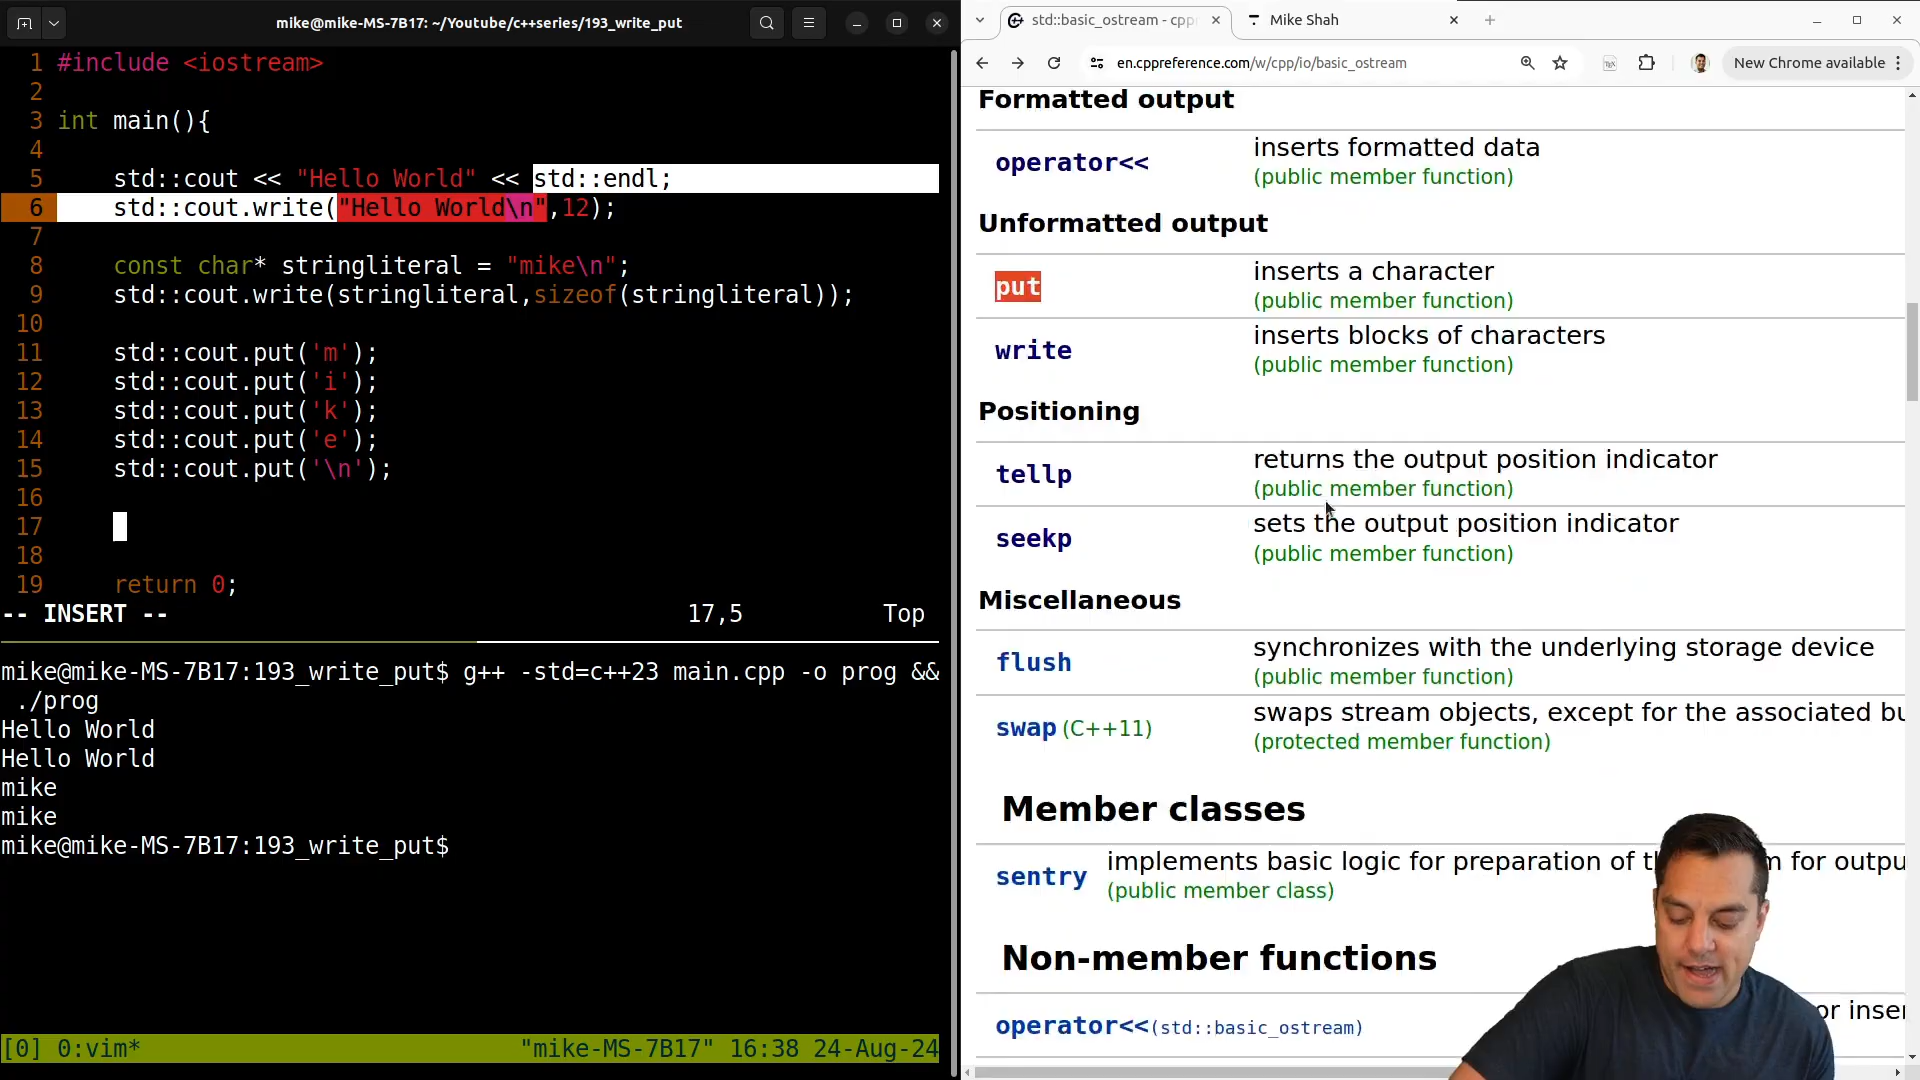 mike@mike-MS-7B17: ~/Youtube/c++series/193_write_put
1 #include <iostream>
2
3 int main(){
4
5 std::cout << "Hello World" << std::endl;
6 std::cout.write("Hello World\n",12);
7
8 const char* stringliteral = "mike\n";
9 std::cout.write(stringliteral,sizeof(stringliteral));
10
11 std::cout.put('m');
12 std::cout.put('i');
13 std::cout.put('k');
14 std::cout.put('e');
15 std::cout.put('\n');
16
17
18
19 return 0;
-- INSERT -- 17,5 Top
mike@mike-MS-7B17:193_write_put$ g++ -std=c++23 main.cpp -o prog &&
./prog
Hello World
Hello World
mike
mike
mike@mike-MS-7B17:193_write_put$
[0] 0:vim* "mike-MS-7B17" 16:38 24-Aug-24
std::basic_ostream - cppr
Mike Shah
en.cppreference.com/w/cpp/io/basic_ostream
New Chrome available
Formatted output
operator<< inserts formatted data
(public member function)
Unformatted output
put inserts a character
(public member function)
write inserts blocks of characters
(public member function)
Positioning
tellp returns the output position indicator
(public member function)
seekp sets the output position indicator
(public member function)
Miscellaneous
flush synchronizes with the underlying storage device
(public member function)
swap (C++11) swaps stream objects, except for the associated bu
(protected member function)
Member classes
sentry implements basic logic for preparation of t m for outpu
(public member class)
Non-member functions
or inser
operator<<(std::basic_ostream)